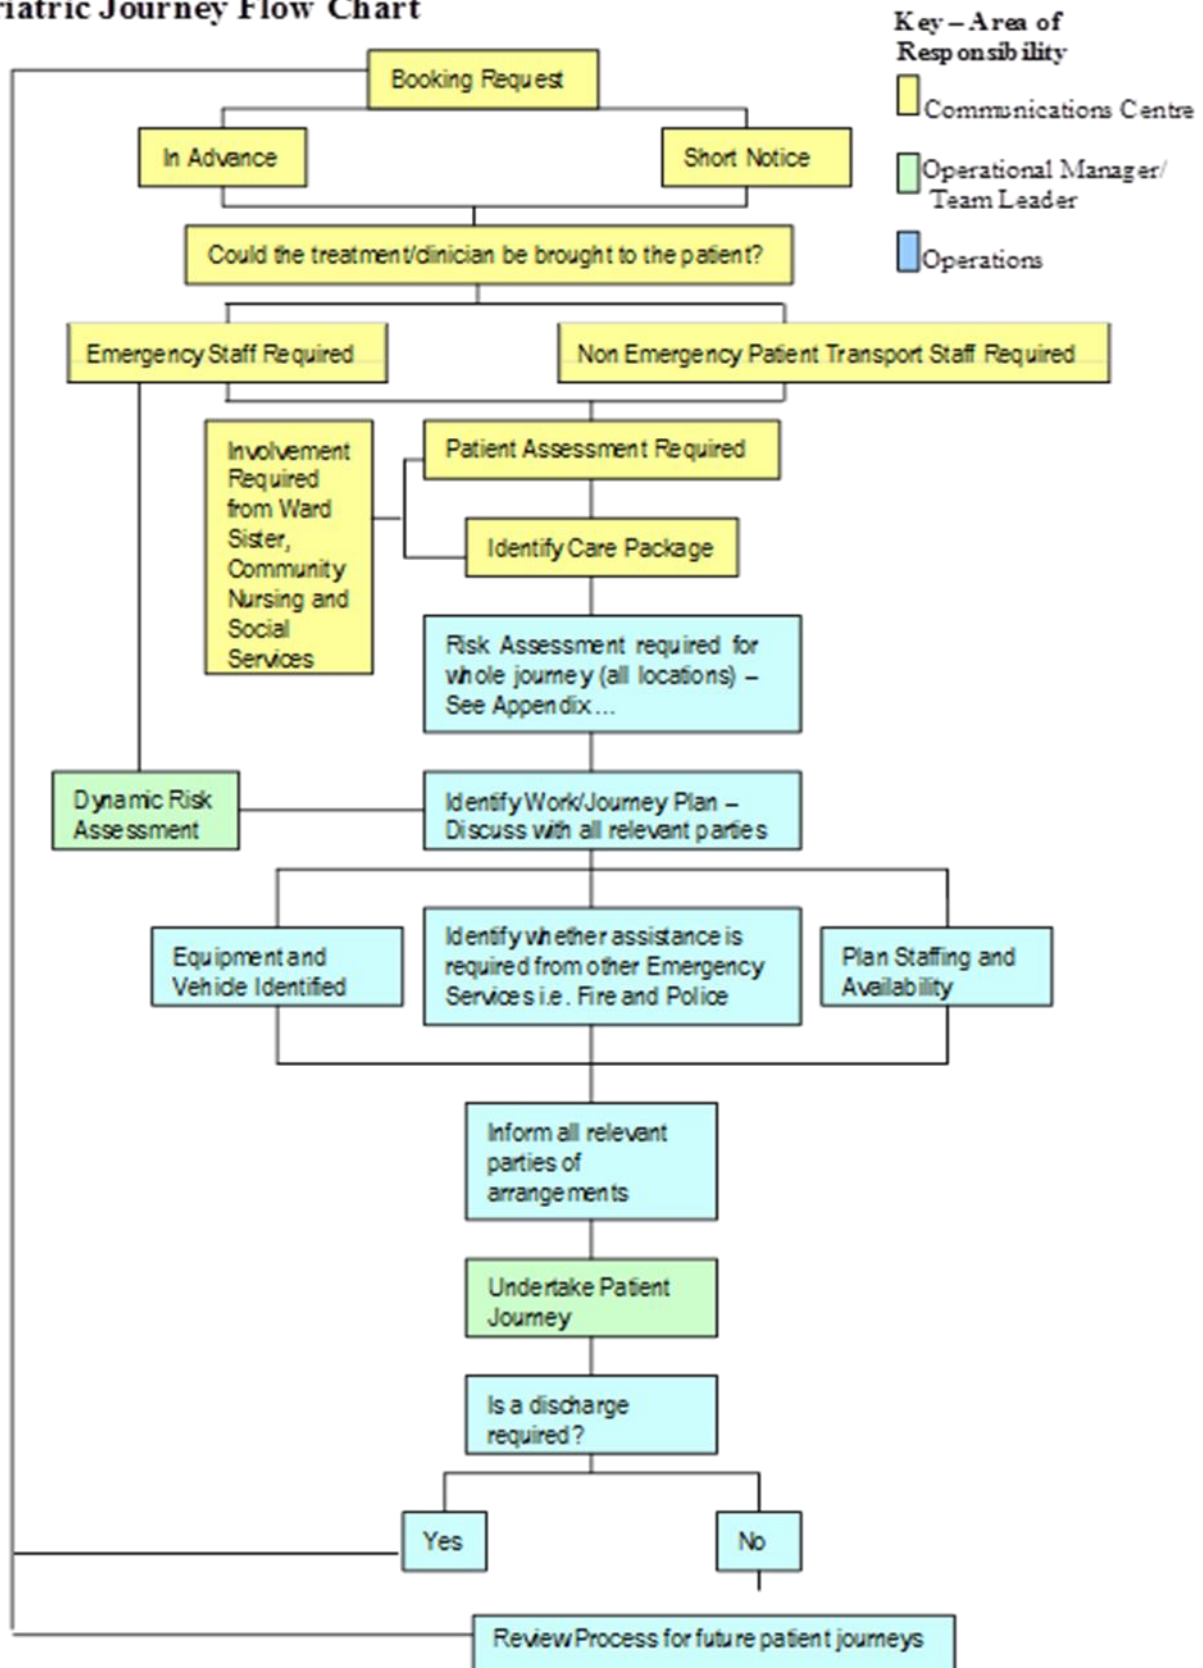 riatric Journey Flow Chart
Key – Area of
Responsibility
Communications Centre
Operational Manager/
Team Leader
Operations
Booking Request
In Advance
Short Notice
Could the treatment/clinician be brought to the patient?
Emergency Staff Required
Non Emergency Patient Transport Staff Required
Involvement
Required
from Ward
Sister,
Community
Nursing and
Social
Services
Patient Assessment Required
Identify Care Package
Risk Assessment required for
whole journey (all locations) –
See Appendix...
Dynamic Risk
Assessment
Identify Work/Journey Plan –
Discuss with all relevant parties
Equipment and
Vehicle Identified
Identify whether assistance is
required from other Emergency
Services i.e. Fire and Police
Plan Staffing and
Availability
Inform all relevant
parties of
arrangements
Undertake Patient
Journey
Is a discharge
required?
Yes
No
Review Process for future patient journeys